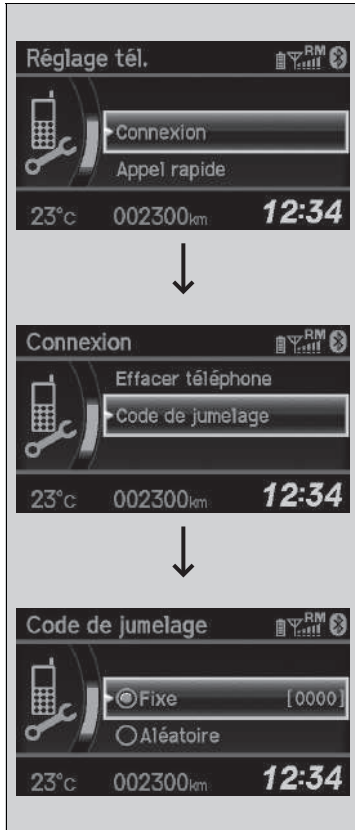 Réglage tél.
RM
Connexion
Appel rapide
23°c 002300km 12:34
Connexion
RM
Effacer téléphone
Code de jumelage
23°c 002300km 12:34
Code de jumelage
RM
Fixe [0000]
Aléatoire
23°c 002300km 12:34